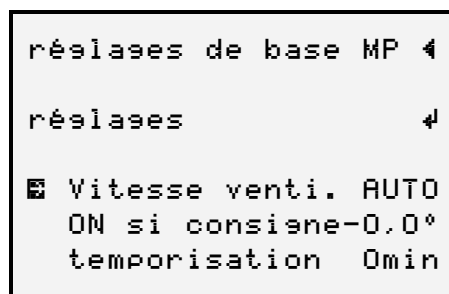 réglages de base MP
réglages
Vitesse venti. AUTO
ON si consigne-0,0°
temporisation 0min